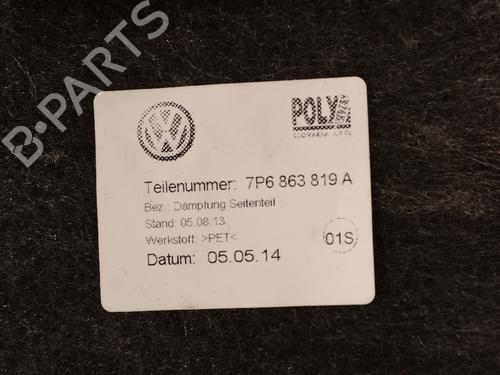 B-PARTS
VW
POLY
SLOVAKIA
Teilenummer: 7P6 863 819 A
Bez.: Dämpfung Seitenteil
Stand: 05.08.13
Werkstoff: >PET<
01S
Datum: 05.05.14